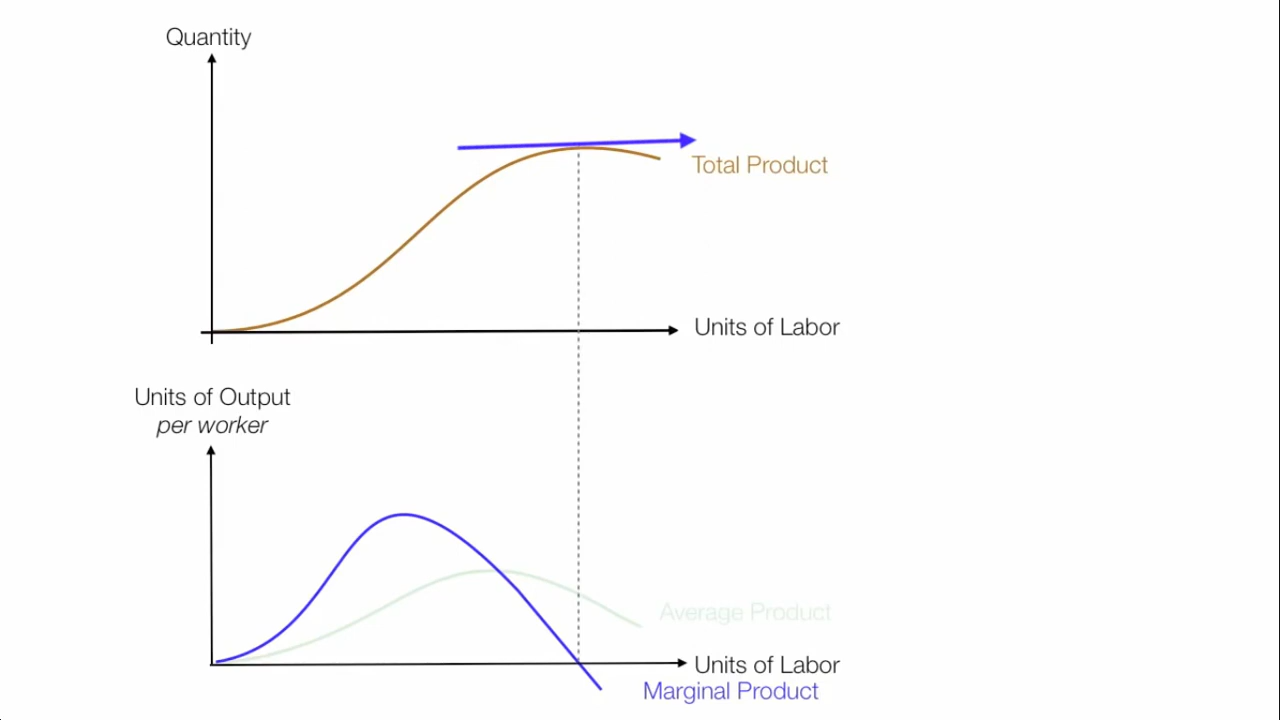 Quantity
Total Product
Units of Labor
Units of Output
per worker
Average Product
Units of Labor
Marginal Product